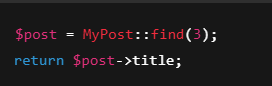 $post = MyPost::find(3);
return $post->title;